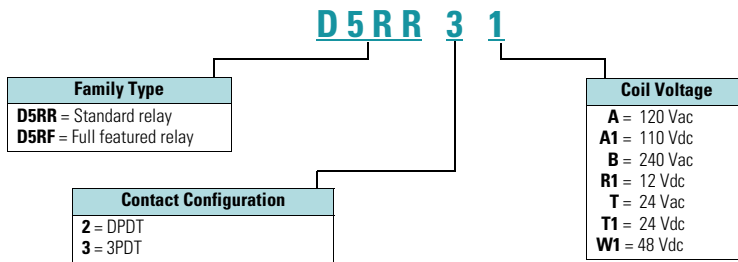 D5RR 3 1
Family Type
D5RR = Standard relay
D5RF = Full featured relay
Contact Configuration
2 = DPDT
3 = 3PDT
Coil Voltage
A = 120 Vac
A1 = 110 Vdc
B = 240 Vac
R1 = 12 Vdc
T = 24 Vac
T1 = 24 Vdc
W1 = 48 Vdc